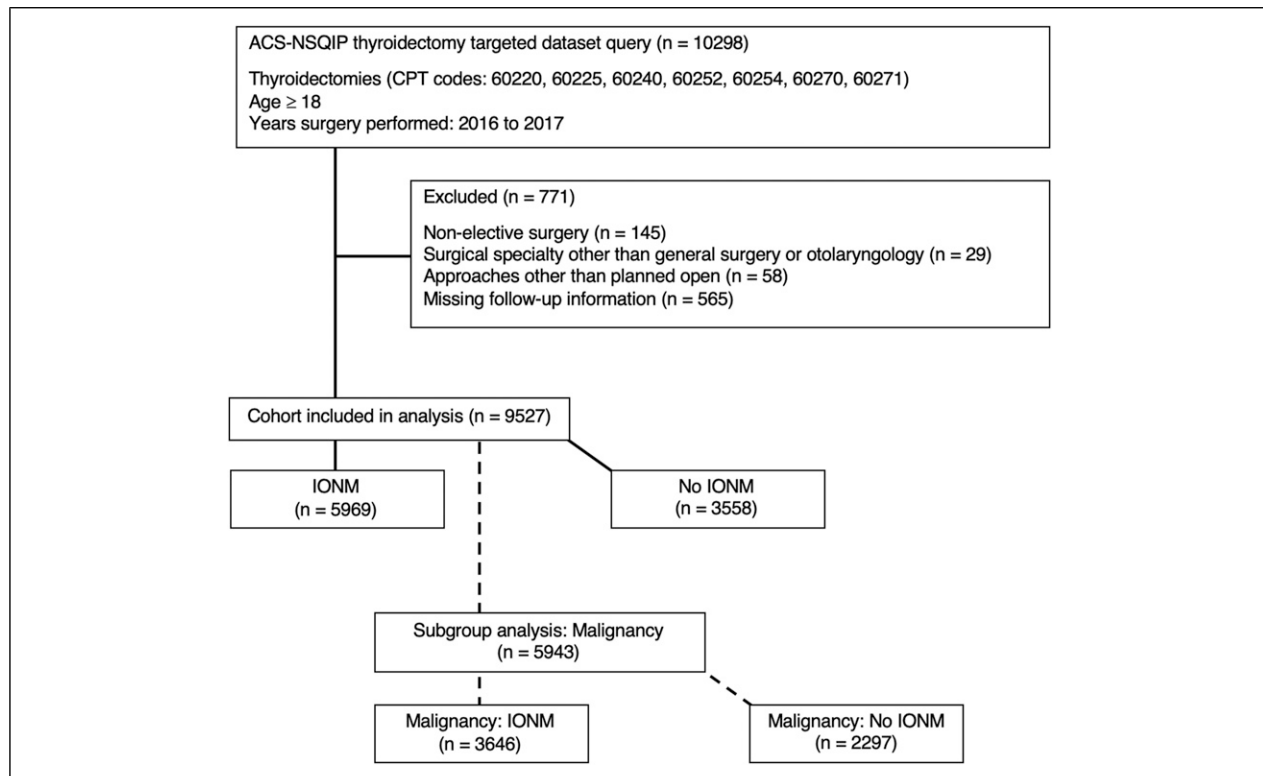 ACS-NSQIP thyroidectomy targeted dataset query (n = 10298)
Thyroidectomies (CPT codes: 60220, 60225, 60240, 60252, 60254, 60270, 60271)
Age ≥ 18
Years surgery performed: 2016 to 2017
Excluded (n = 771)
Non-elective surgery (n = 145)
Surgical specialty other than general surgery or otolaryngology (n = 29)
Approaches other than planned open (n = 58)
Missing follow-up information (n = 565)
Cohort included in analysis (n = 9527)
IONM
(n = 5969)
No IONM
(n = 3558)
Subgroup analysis: Malignancy
(n = 5943)
Malignancy: IONM
(n = 3646)
Malignancy: No IONM
(n = 2297)